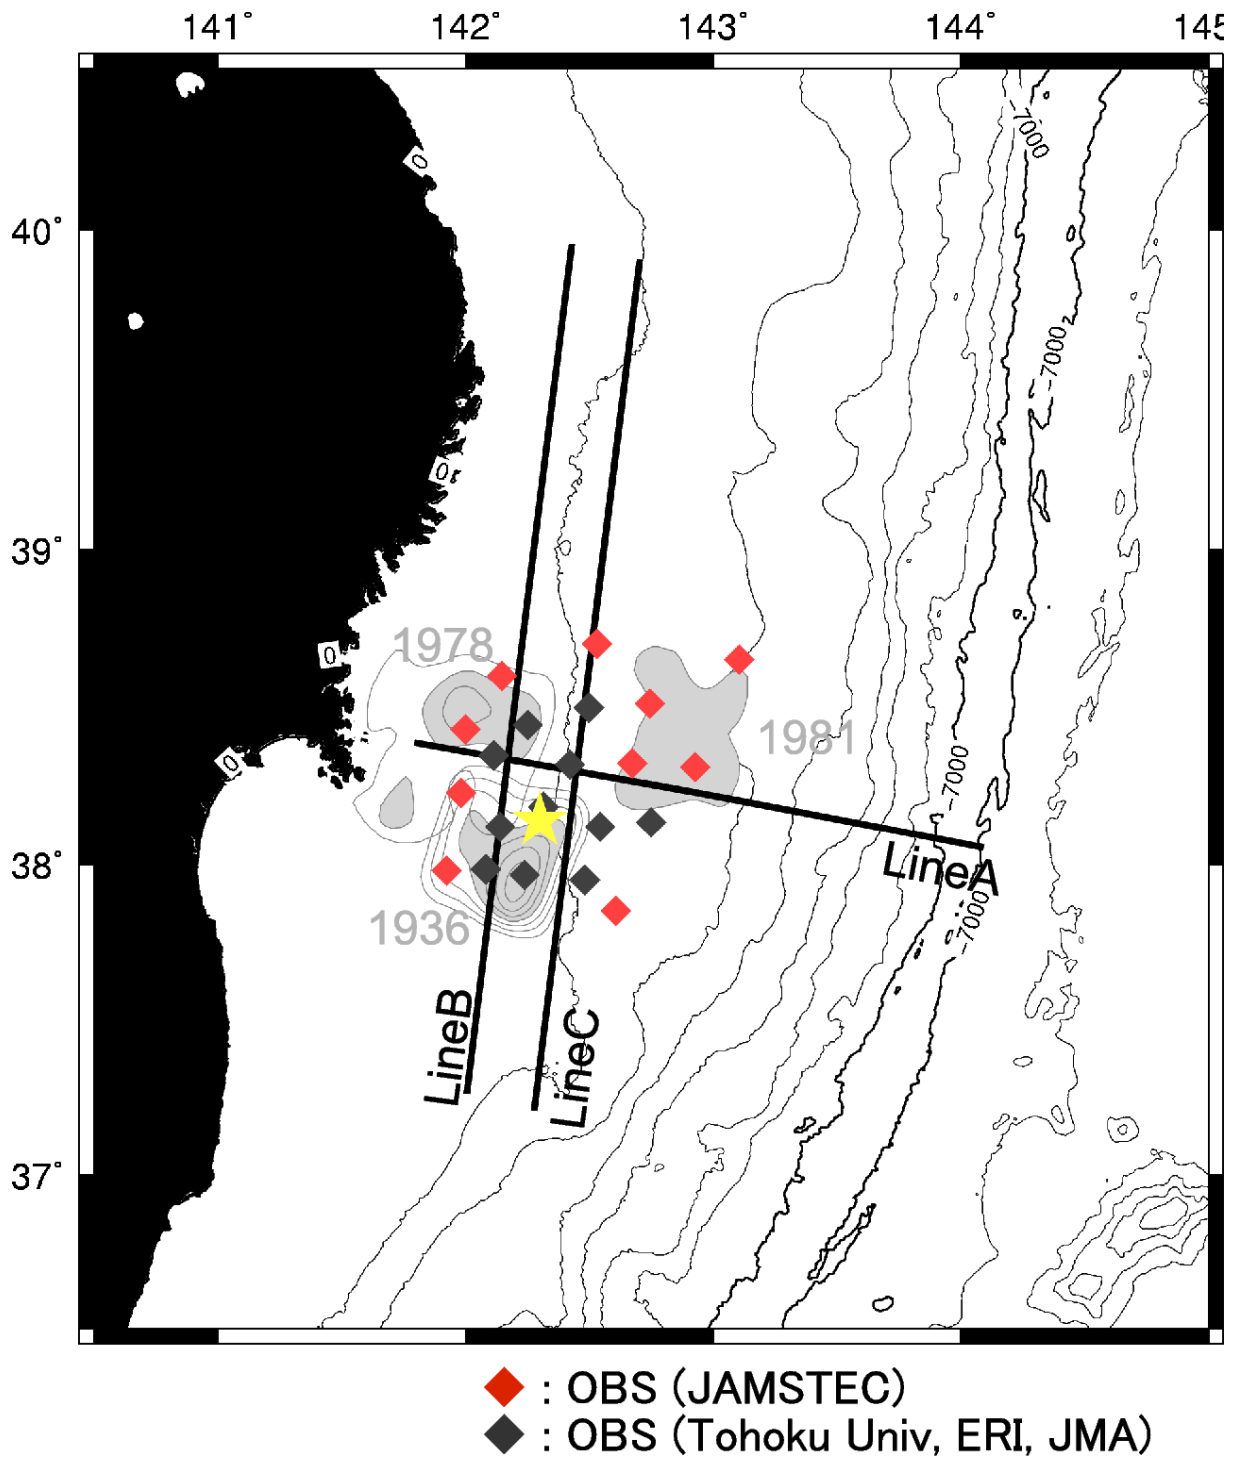 141° 142° 143° 144° 145
-7000
0
40°
-7000
0
39°
1978
0
1981
0
-7000
38°
LineA
1936
-7000
LineB
LineC
37°
: OBS (JAMSTEC)
: OBS (Tohoku Univ, ERI, JMA)